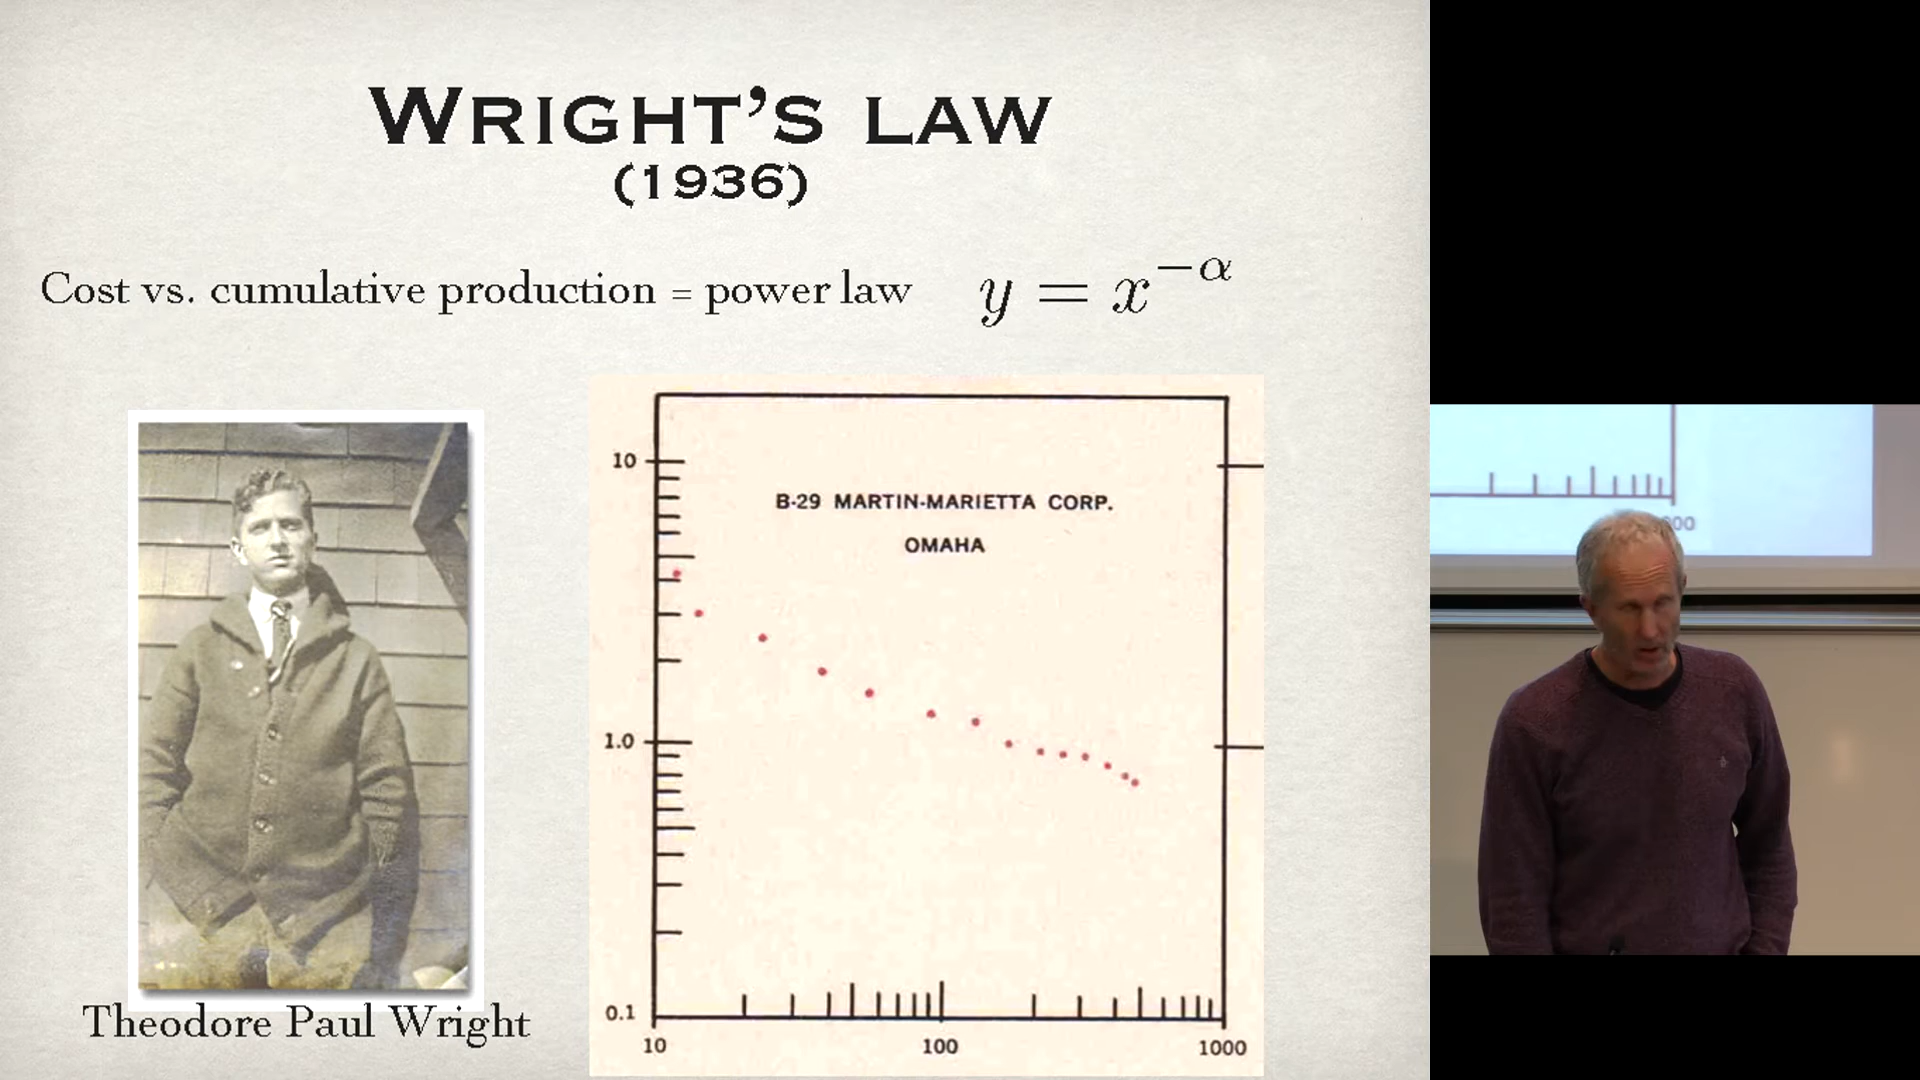 WRIGHT'S LAW
(1936)
Cost vs. cumulative production = power law
y = x^{-α}
10
B-29 MARTIN-MARIETTA CORP.
OMAHA
1.0
0.1
10 100 1000
Theodore Paul Wright
00